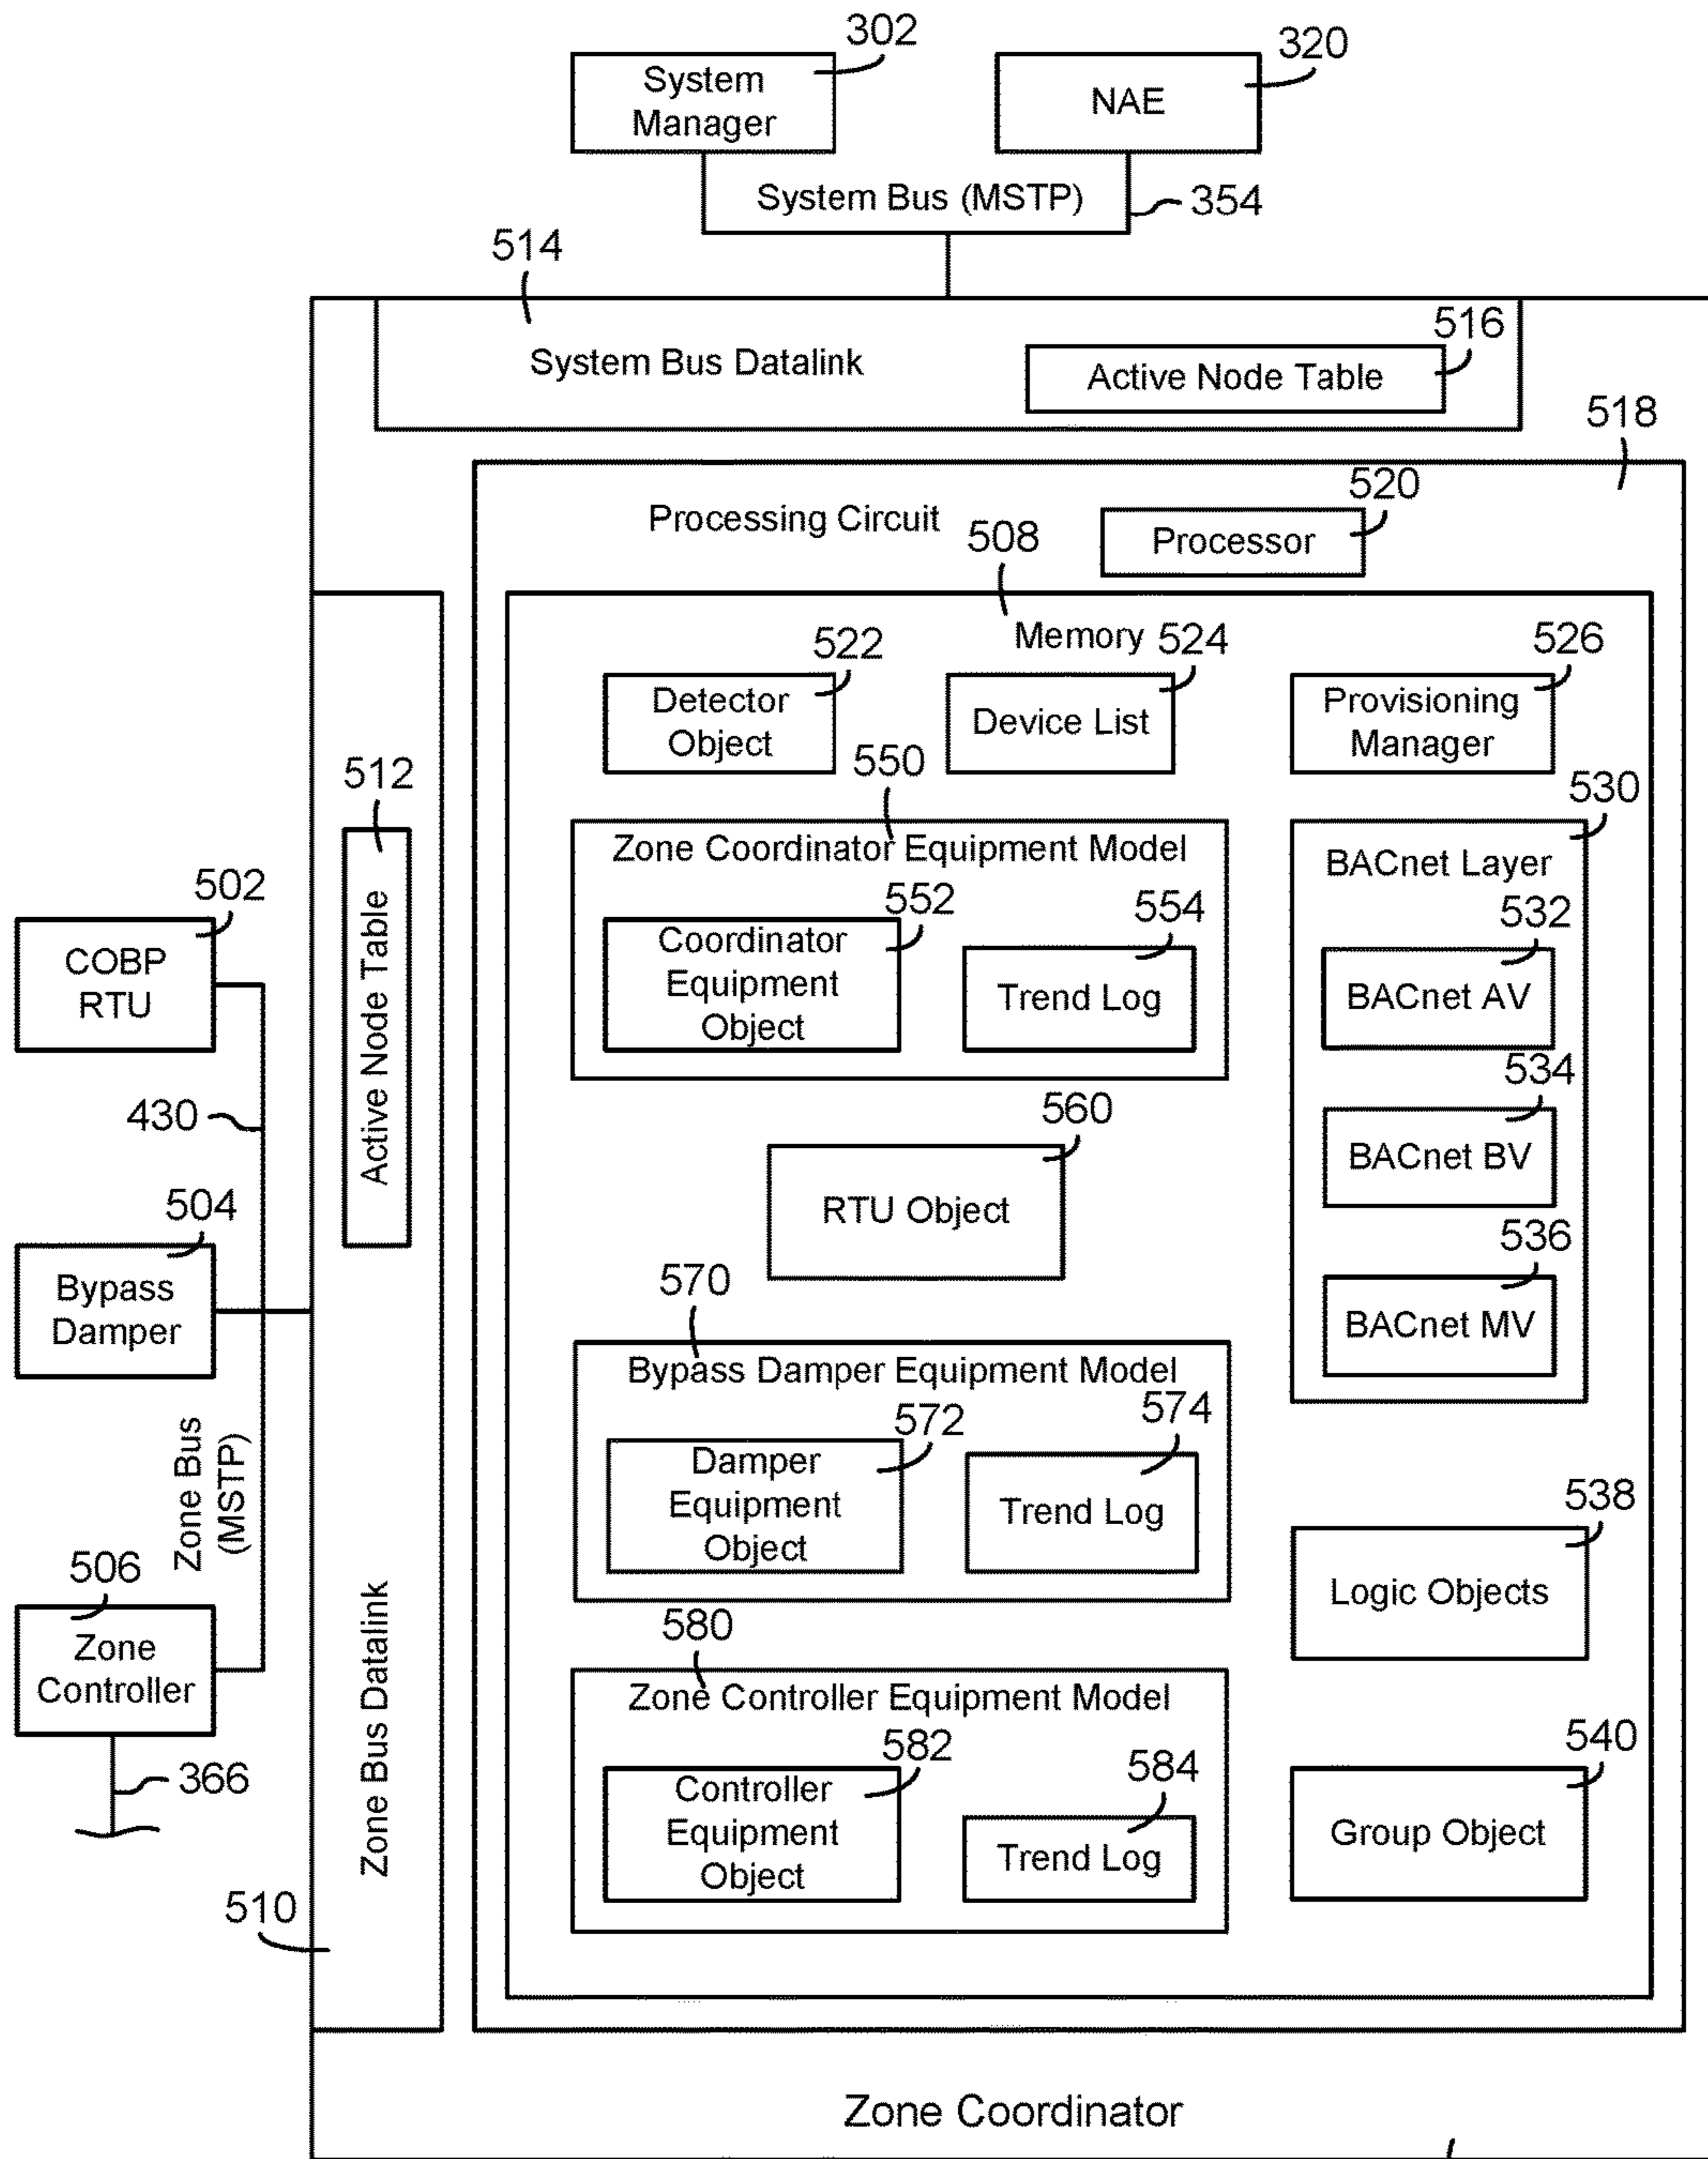 302
320
System
Manager
NAE
System Bus (MSTP)
354
514
516
System Bus Datalink
Active Node Table
518
520
Processing Circuit
508
Processor
Memory
522
524
526
Detector
Object
Device List
Provisioning
Manager
550
512
530
Zone Coordinator Equipment Model
BACnet Layer
502
552
554
532
COBP
RTU
Active Node Table
Coordinator
Equipment
Object
Trend Log
BACnet AV
430
534
560
BACnet BV
504
RTU Object
536
570
Bypass
Damper
BACnet MV
Bypass Damper Equipment Model
572
574
Zone Bus
(MSTP)
Damper
Equipment
Object
Trend Log
538
506
Logic Objects
580
Zone
Controller
Zone Bus Datalink
Zone Controller Equipment Model
582
584
540
366
Controller
Equipment
Object
Trend Log
Group Object
510
Zone Coordinator